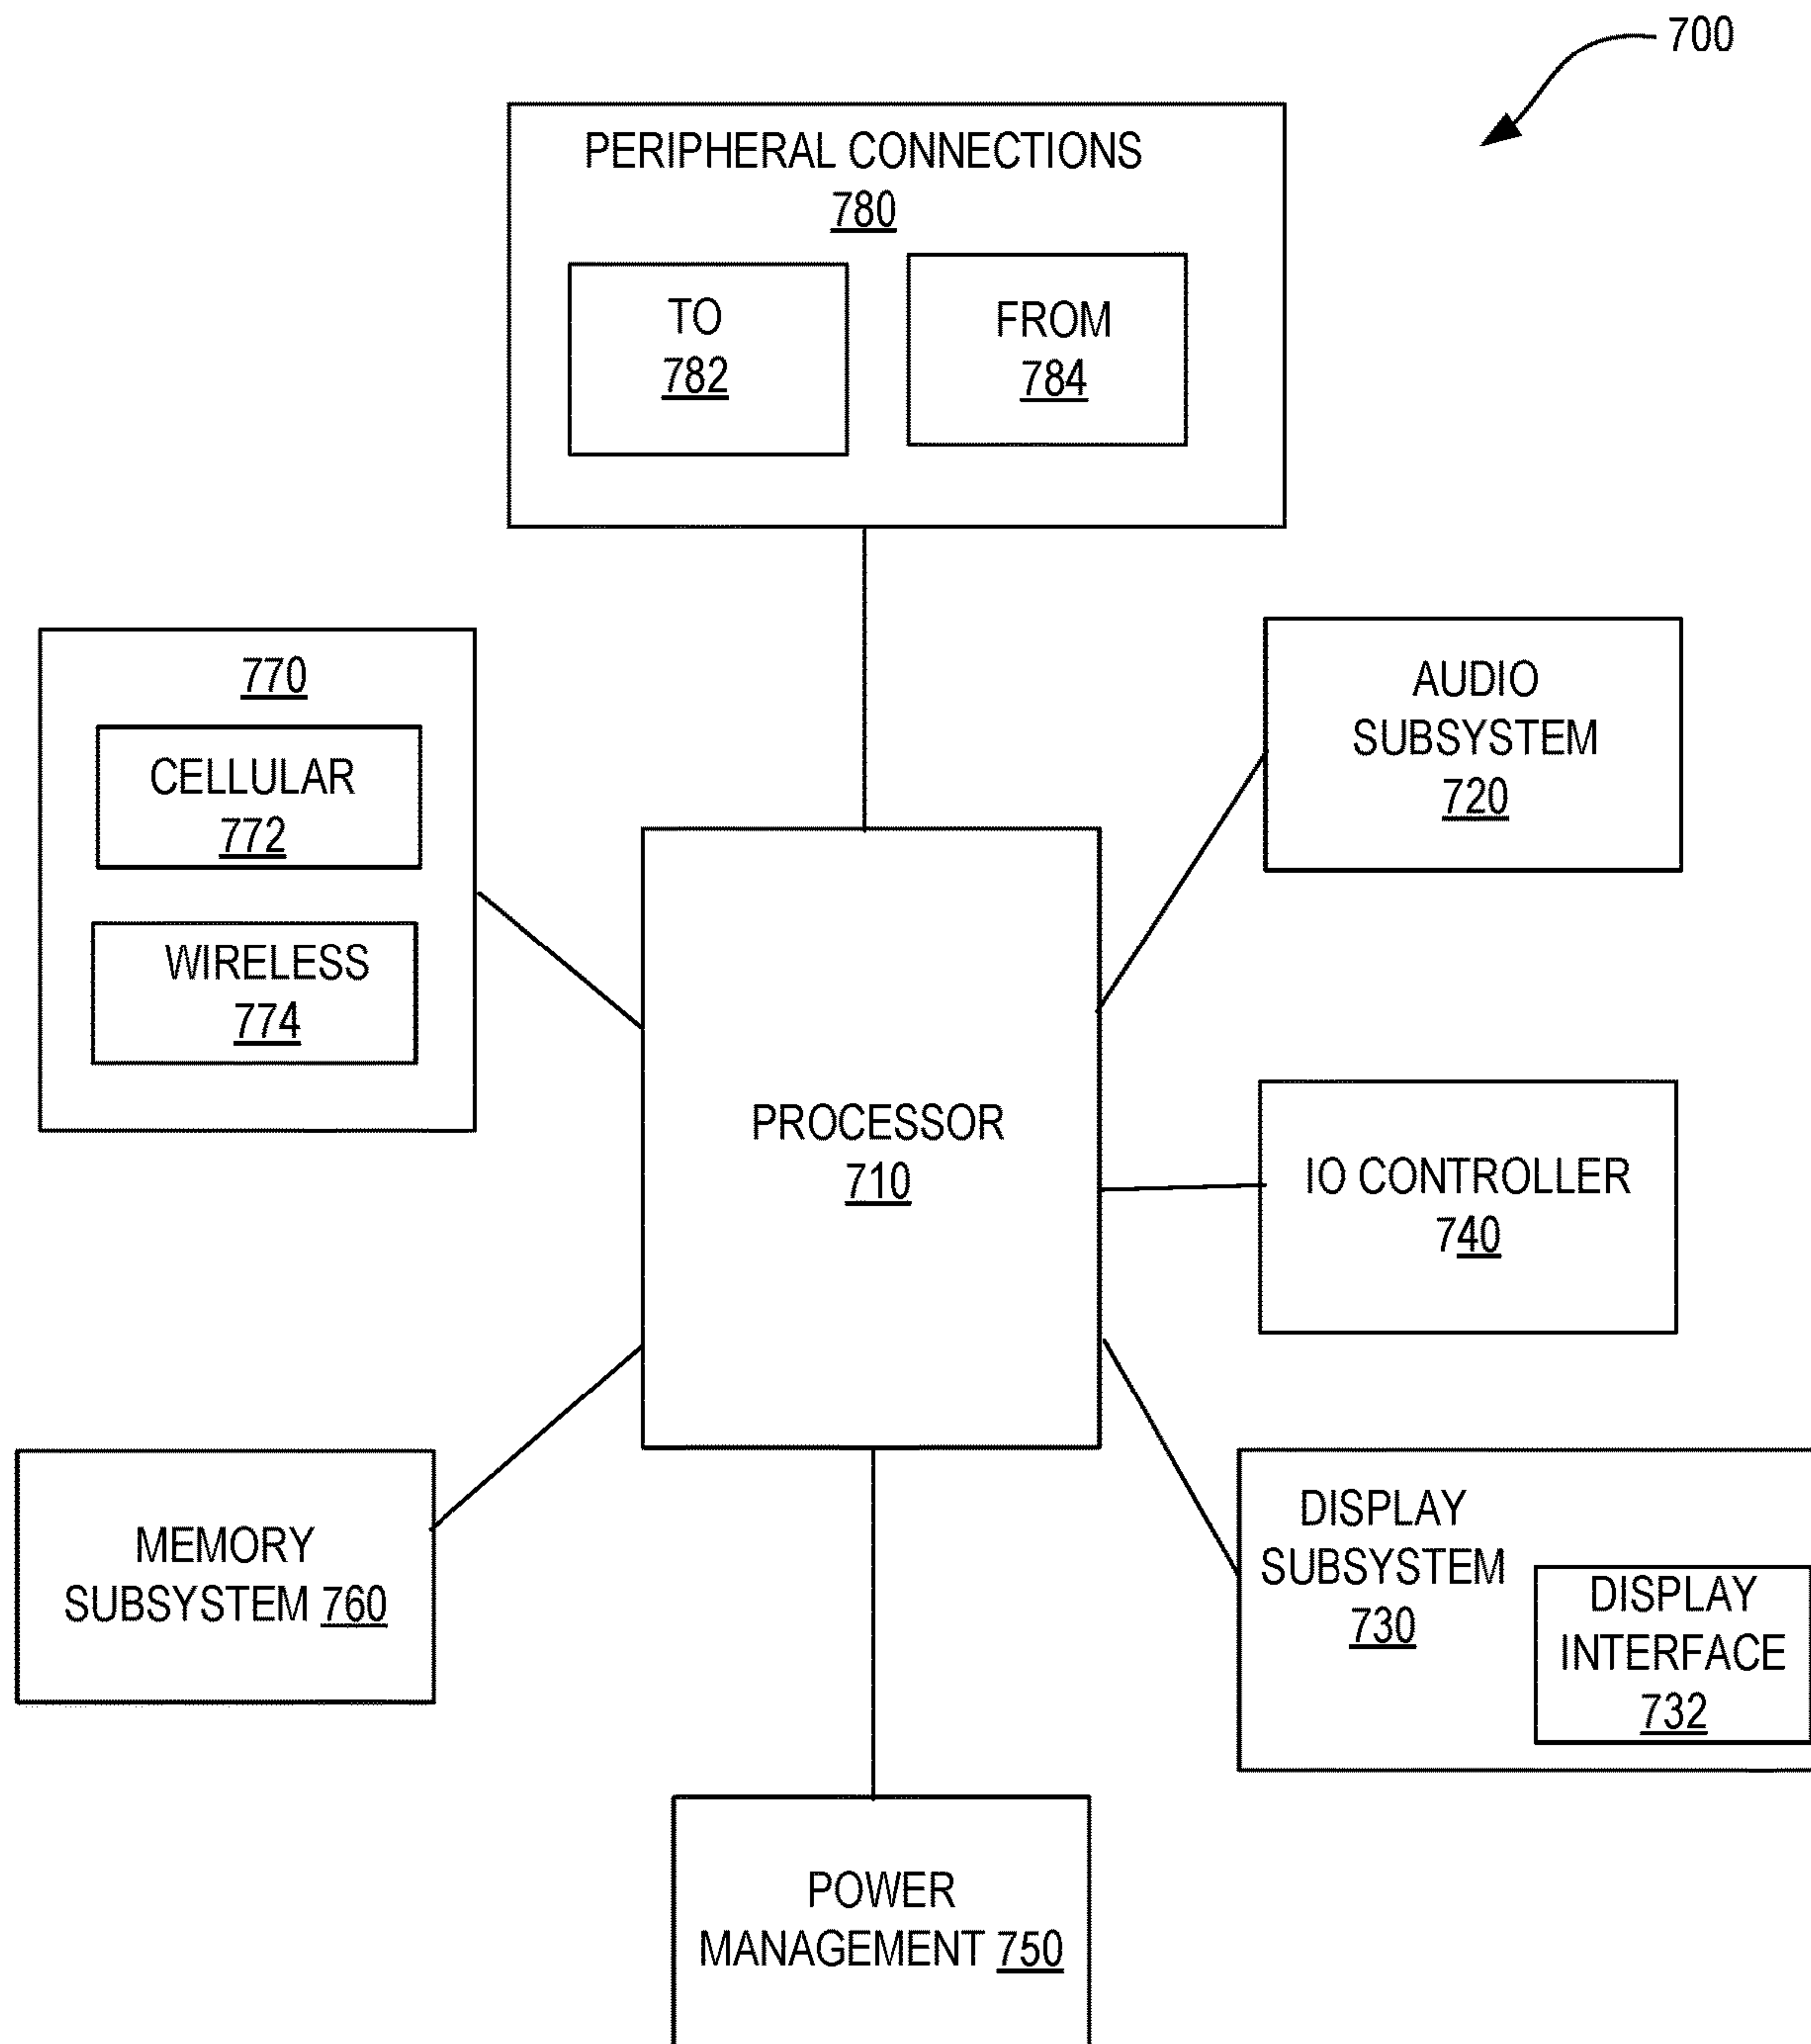 700
PERIPHERAL CONNECTIONS
780
TO
782
FROM
784
770
CELLULAR
772
WIRELESS
774
AUDIO
SUBSYSTEM
720
PROCESSOR
710
IO CONTROLLER
740
MEMORY
SUBSYSTEM 760
DISPLAY
SUBSYSTEM
730
DISPLAY
INTERFACE
732
POWER
MANAGEMENT 750